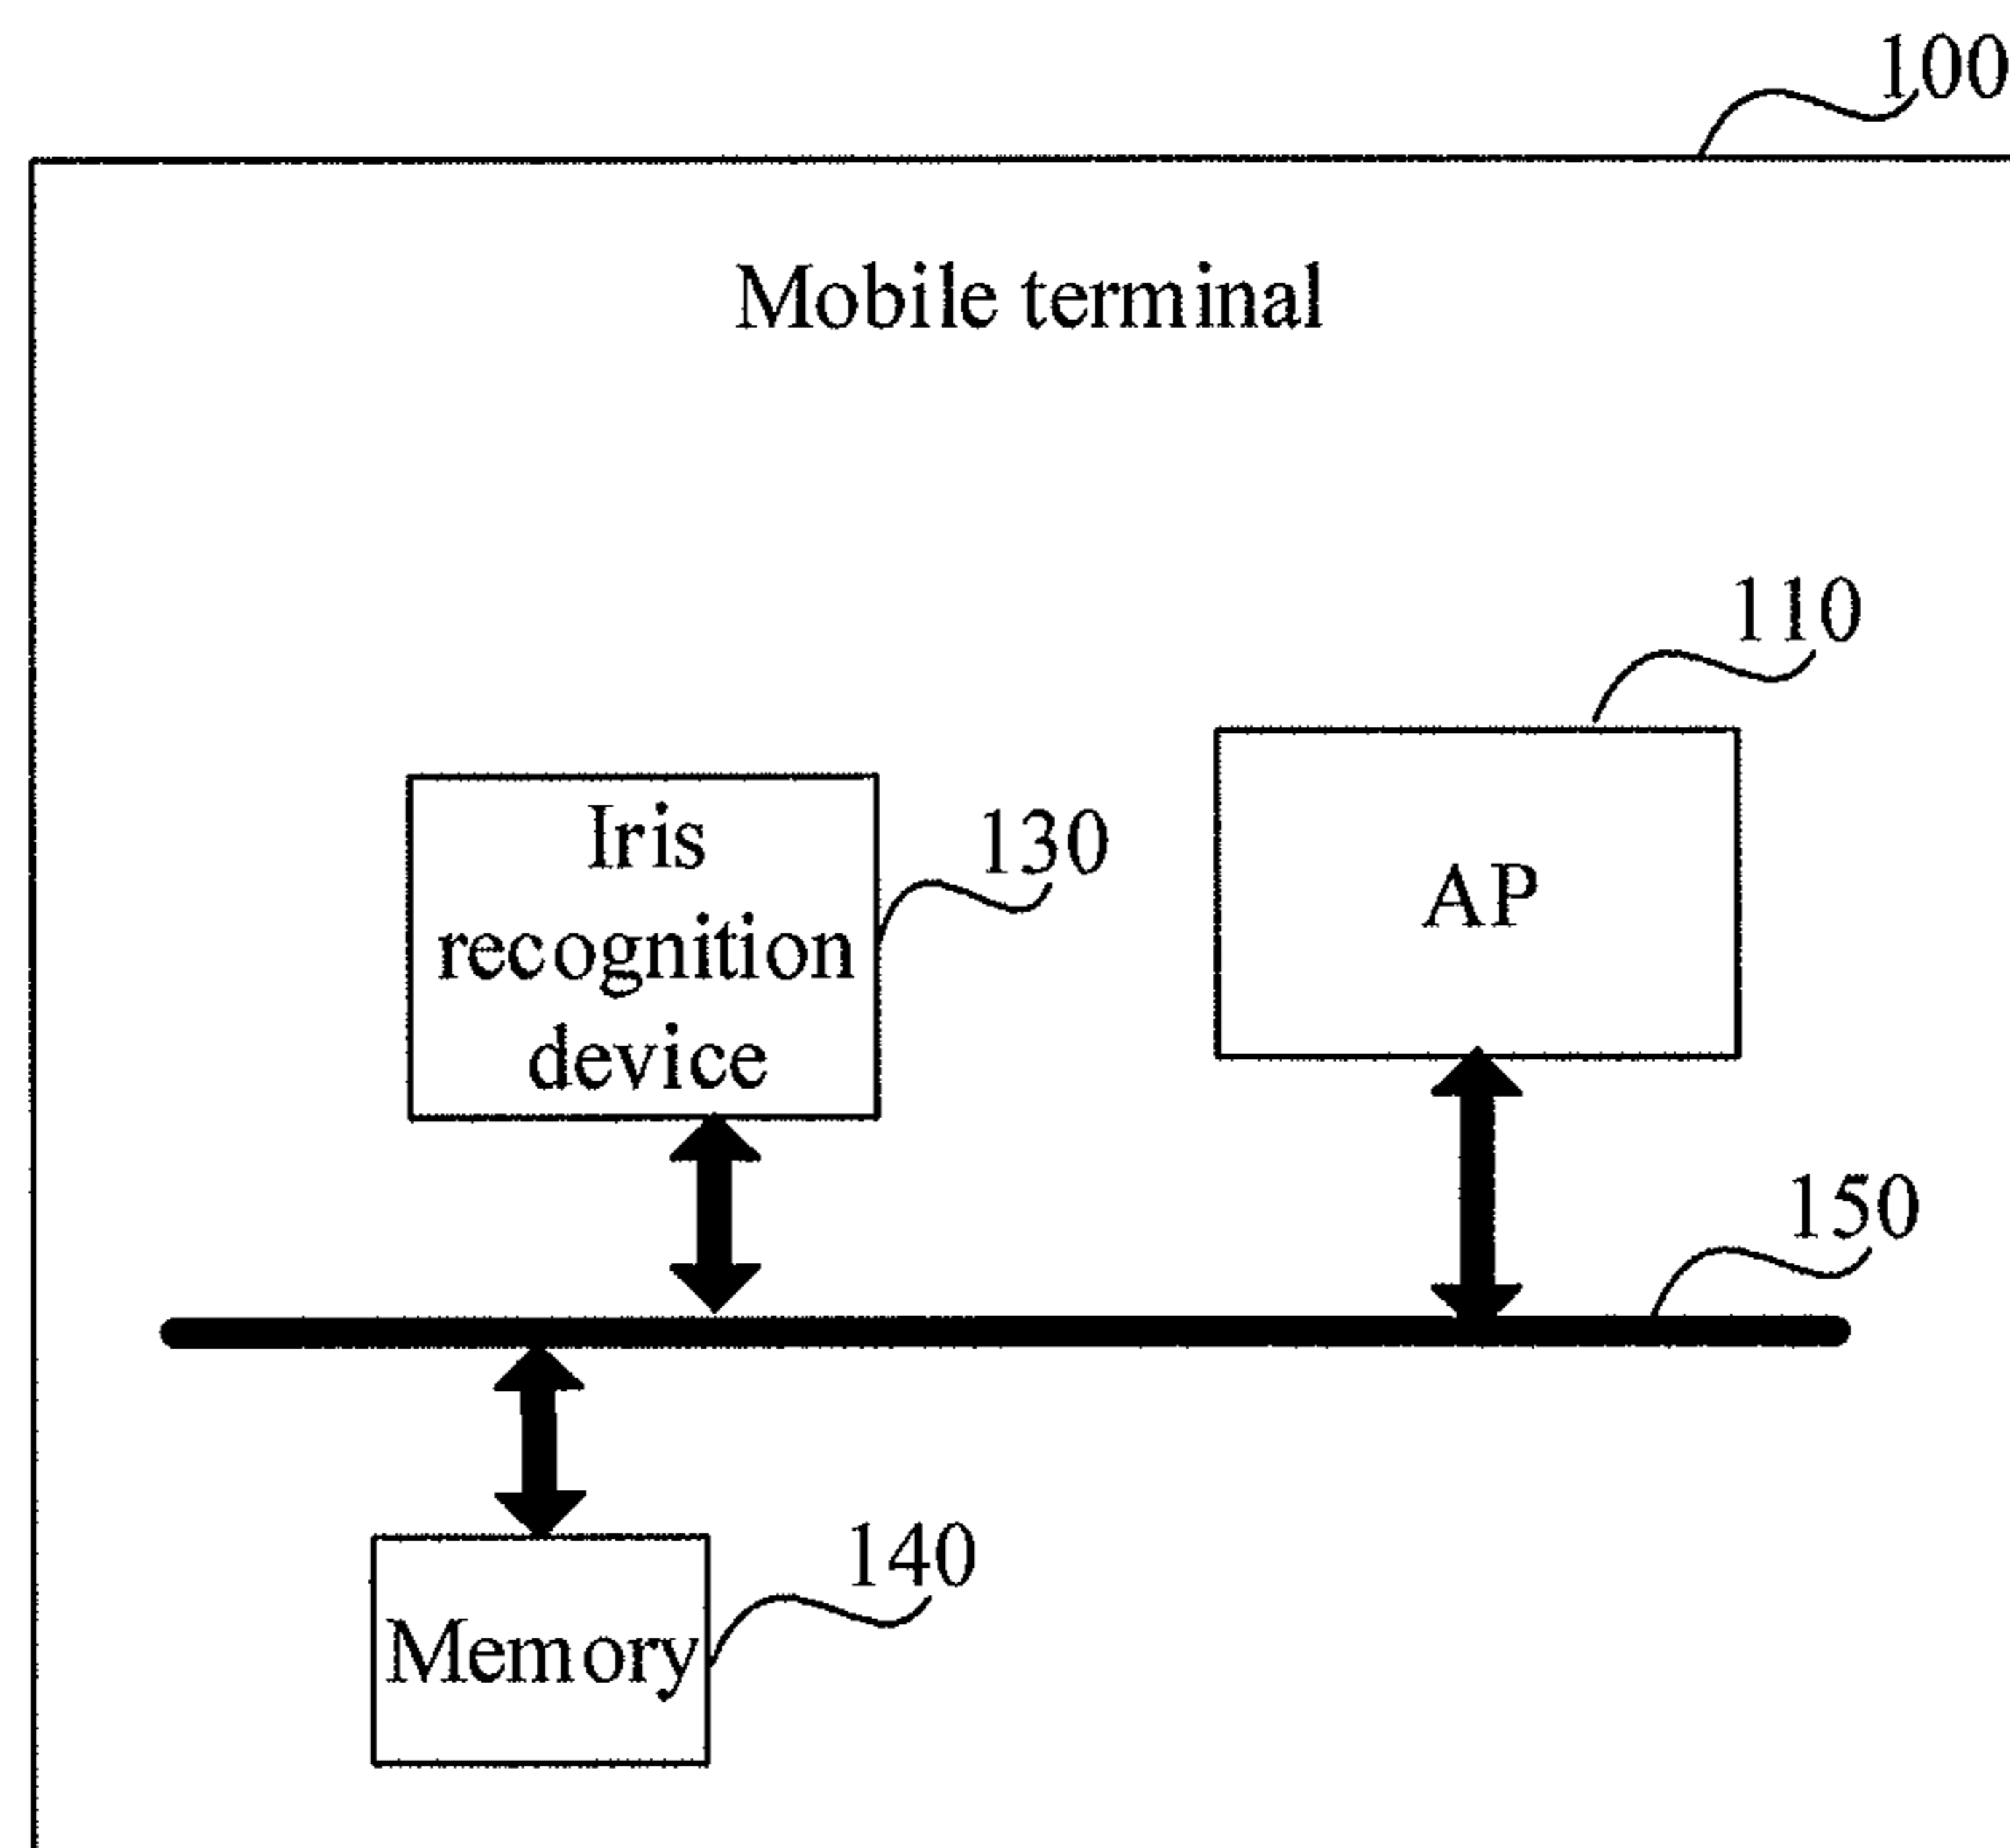 100
Mobile terminal
110
Iris
recognition
device
130
AP
150
140
Memory